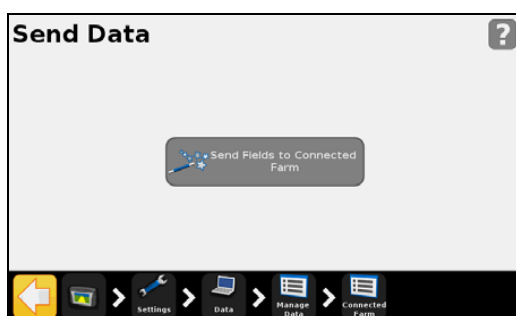 Send Data
?
Send Fields to Connected
Farm
Settings
Data
Manage
Data
Connected
Farm